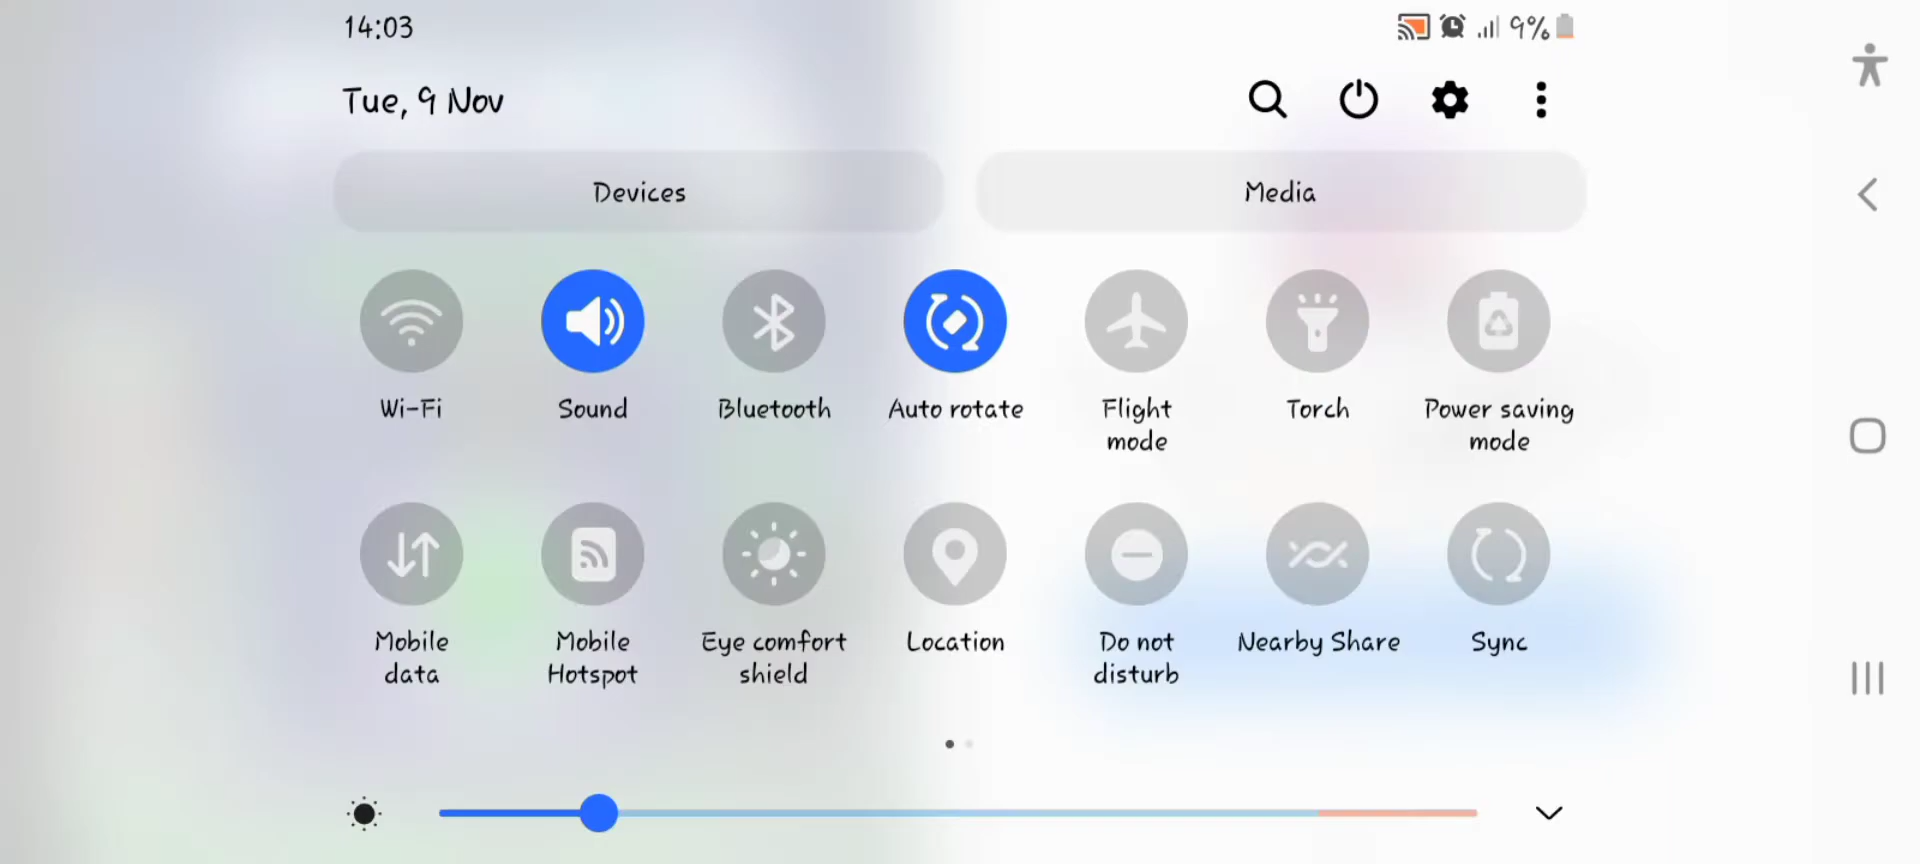 14:03 9%
Tue, 9 Nov
Devices Media
Wi-Fi Sound Bluetooth Auto rotate Flight mode Torch Power saving mode
Mobile data Mobile Hotspot Eye comfort shield Location Do not disturb Nearby Share Sync